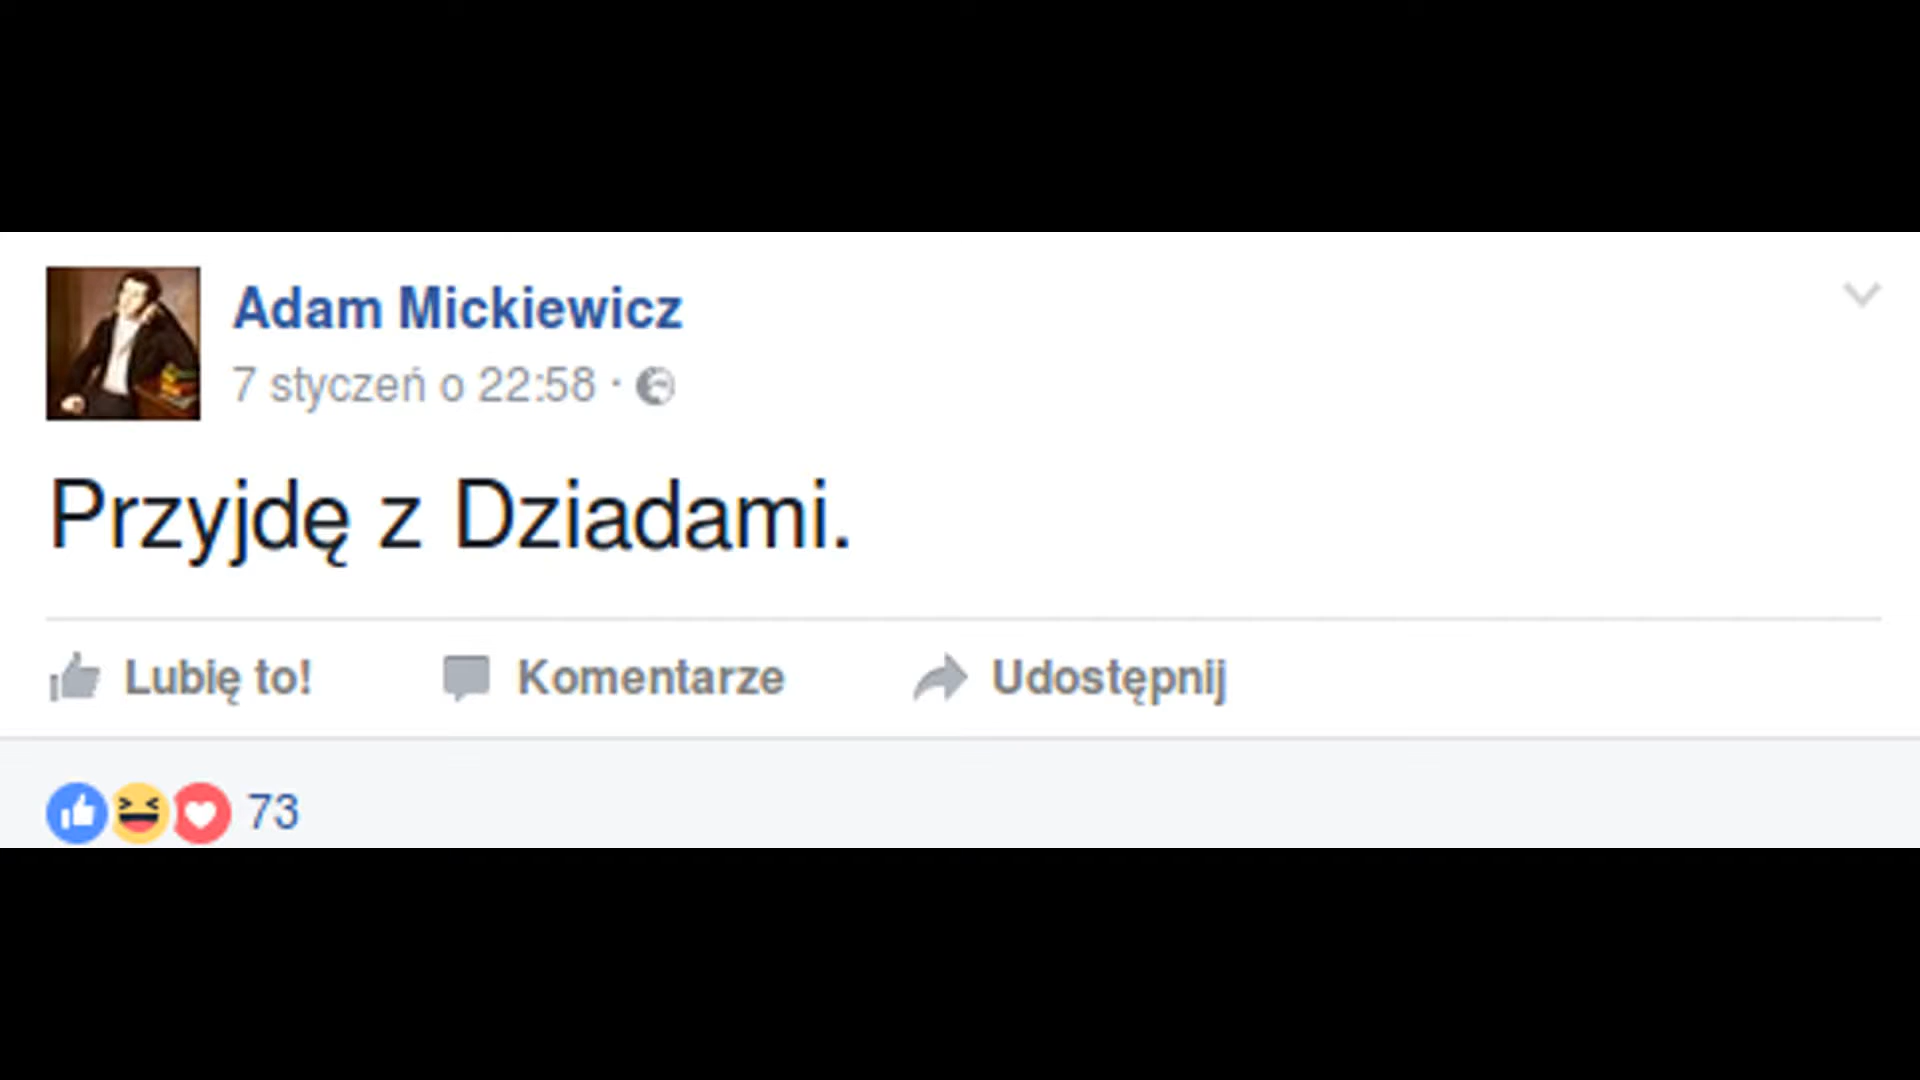 Adam Mickiewicz
7 styczeń o 22:58 ·
Przyjdę z Dziadami.
Lubię to! Komentarze Udostępnij
73